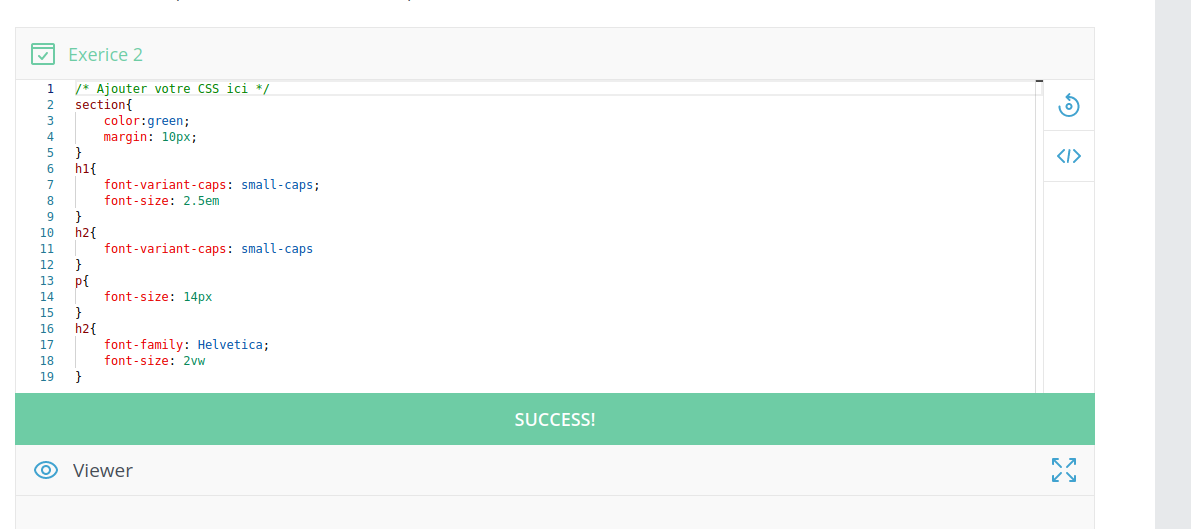 Exerice 2
1 /* Ajouter votre CSS ici */
2 section{
3 color:green;
4 margin: 10px;
5 }
6 h1{
7 font-variant-caps: small-caps;
8 font-size: 2.5em
9 }
10 h2{
11 font-variant-caps: small-caps
12 }
13 p{
14 font-size: 14px
15 }
16 h2{
17 font-family: Helvetica;
18 font-size: 2vw
19 }
SUCCESS!
Viewer